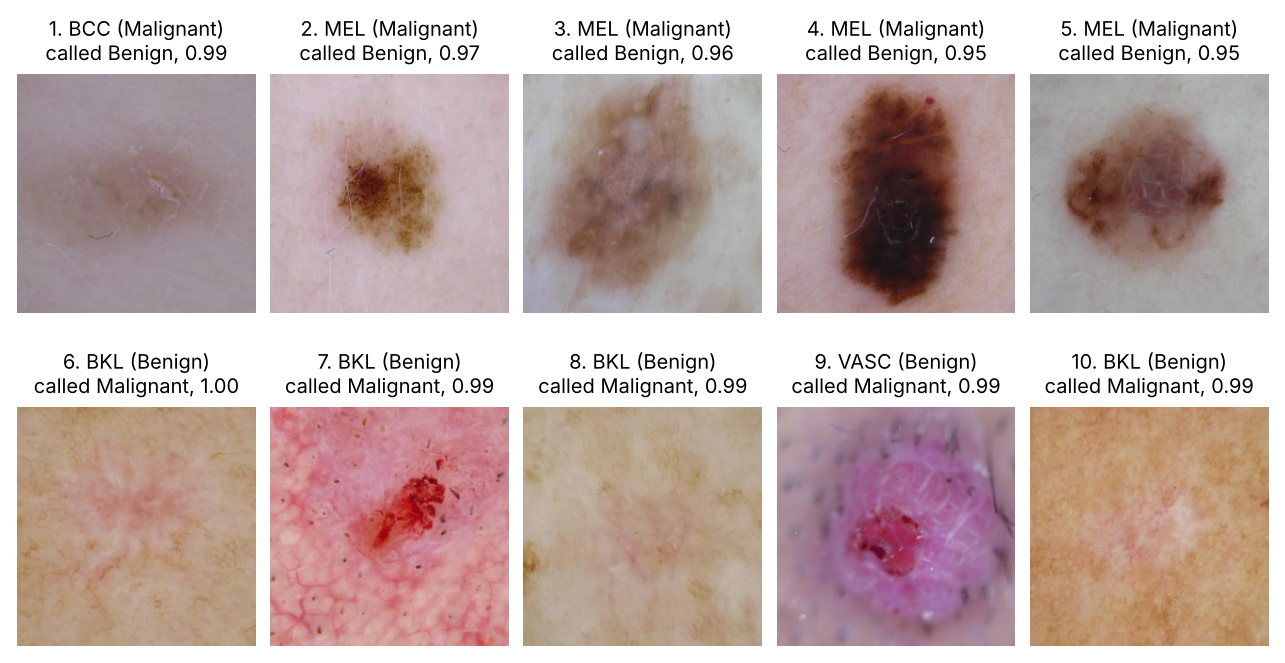 1. BCC (Malignant)
called Benign, 0.99
2. MEL (Malignant)
called Benign, 0.97
3. MEL (Malignant)
called Benign, 0.96
4. MEL (Malignant)
called Benign, 0.95
5. MEL (Malignant)
called Benign, 0.95
6. BKL (Benign)
called Malignant, 1.00
7. BKL (Benign)
called Malignant, 0.99
8. BKL (Benign)
called Malignant, 0.99
9. VASC (Benign)
called Malignant, 0.99
10. BKL (Benign)
called Malignant, 0.99